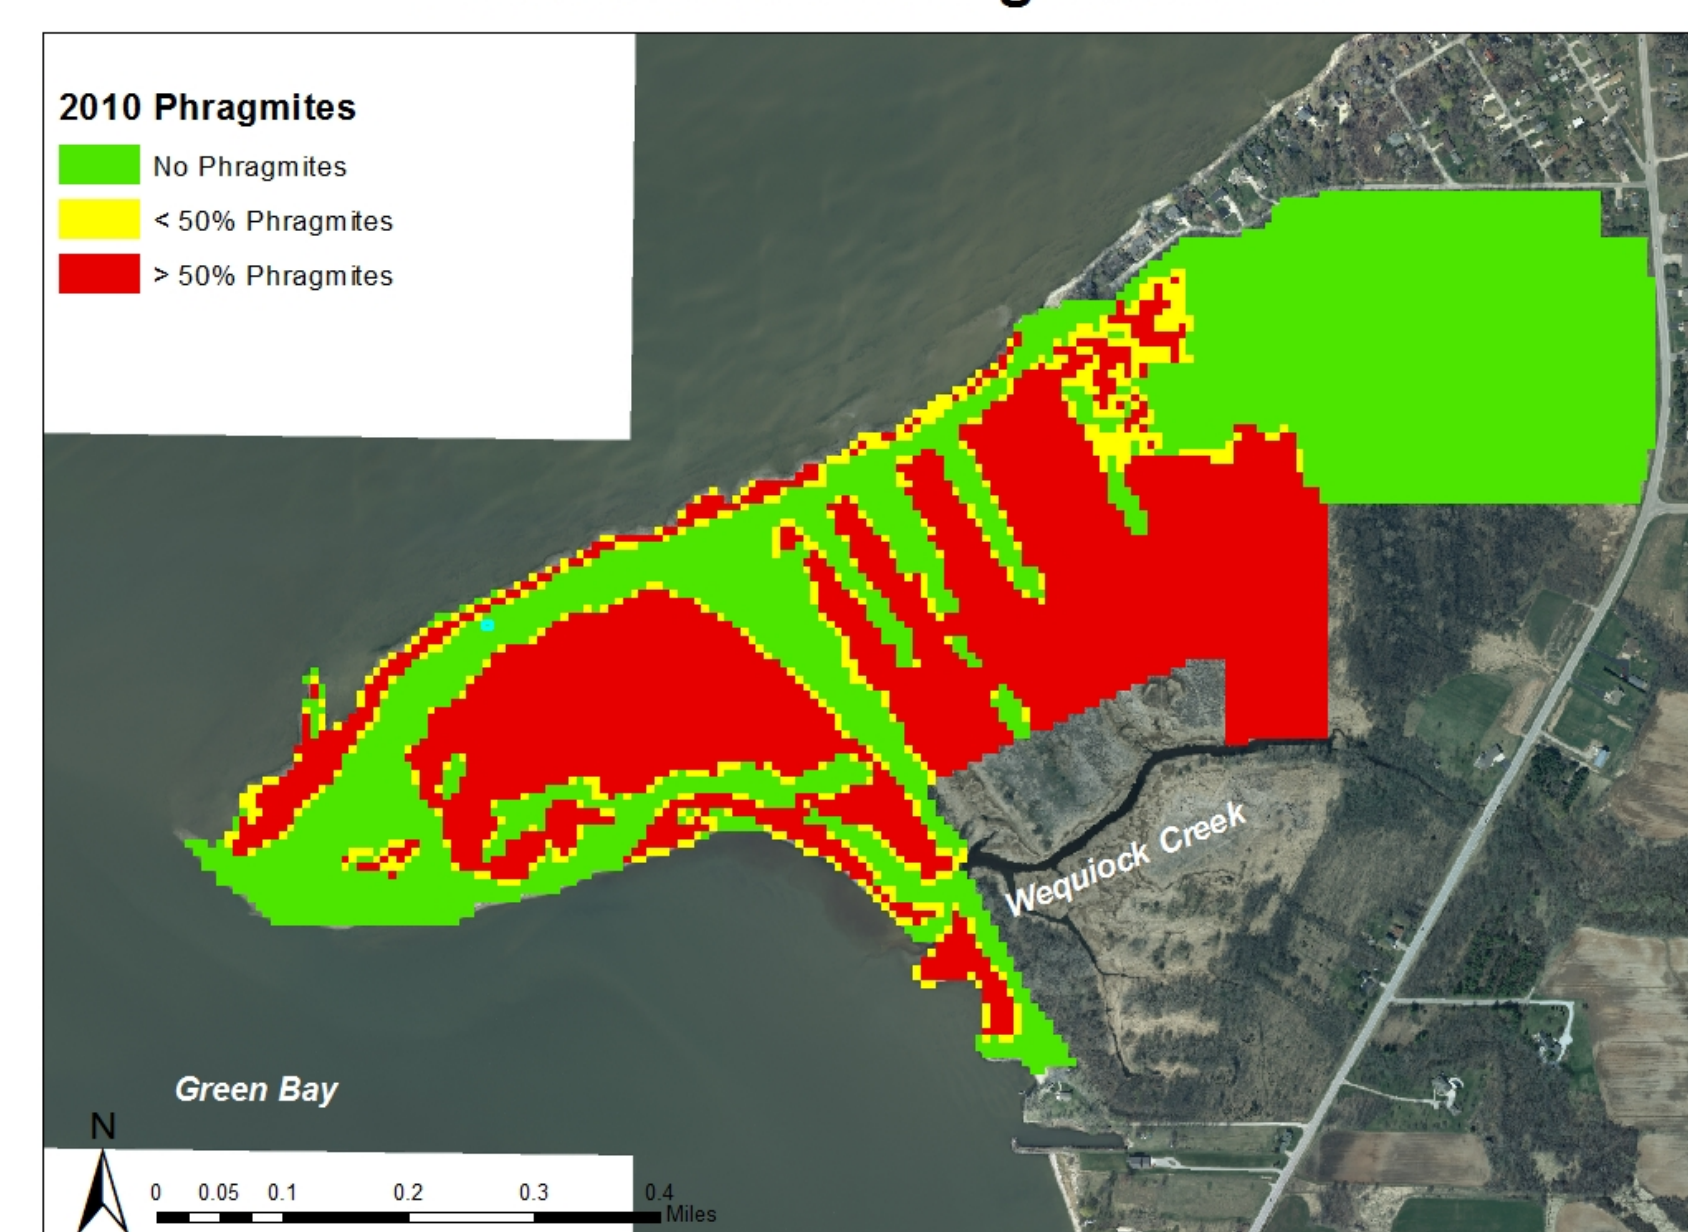 2010 Phragmites
No Phragmites
< 50% Phragmites
> 50% Phragmites
Wequiock Creek
Green Bay
N
0 0.05 0.1 0.2 0.3 0.4
Miles